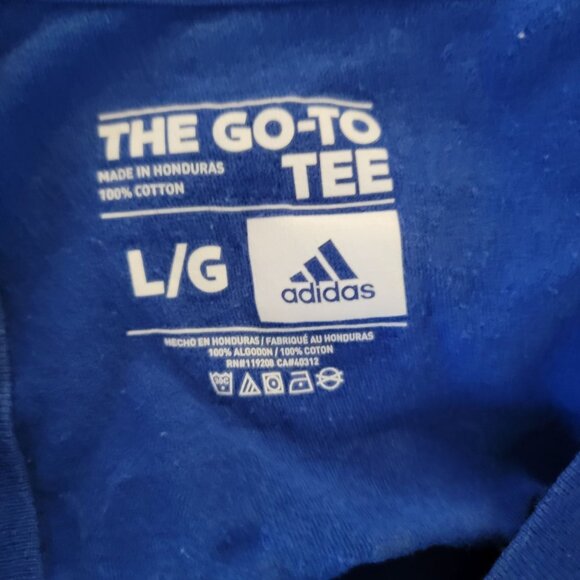 THE GO-TO
TEE
MADE IN HONDURAS
100% COTTON
L/G
adidas
HECHO EN HONDURAS / FABRIQUÉ AU HONDURAS
100% ALGODON / 100% COTON
RN#119208 CA#40312